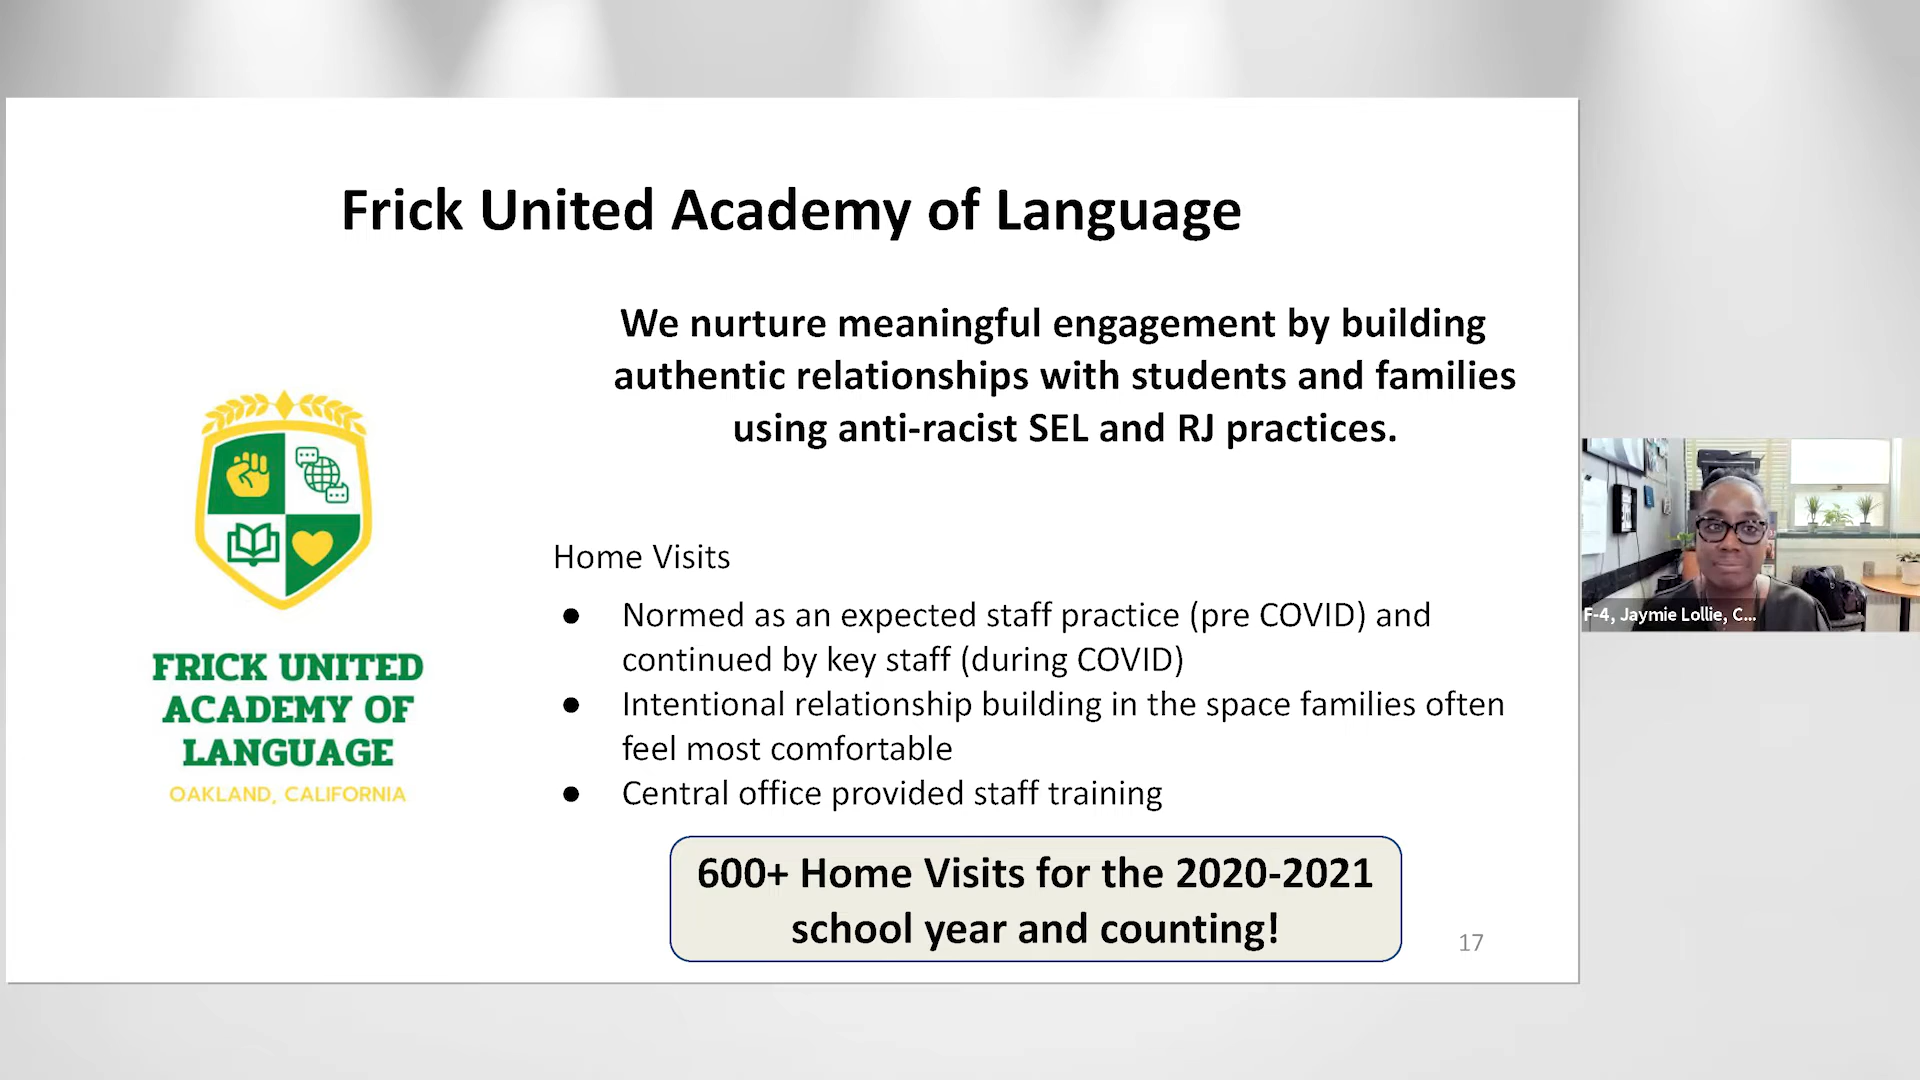 Frick United Academy of Language
We nurture meaningful engagement by building
authentic relationships with students and families
using anti-racist SEL and RJ practices.
FRICK UNITED
ACADEMY OF
LANGUAGE
OAKLAND, CALIFORNIA
Home Visits
● Normed as an expected staff practice (pre COVID) and
continued by key staff (during COVID)
● Intentional relationship building in the space families often
feel most comfortable
● Central office provided staff training
600+ Home Visits for the 2020-2021
school year and counting!
17
F-4, Jaymie Lollie, C...